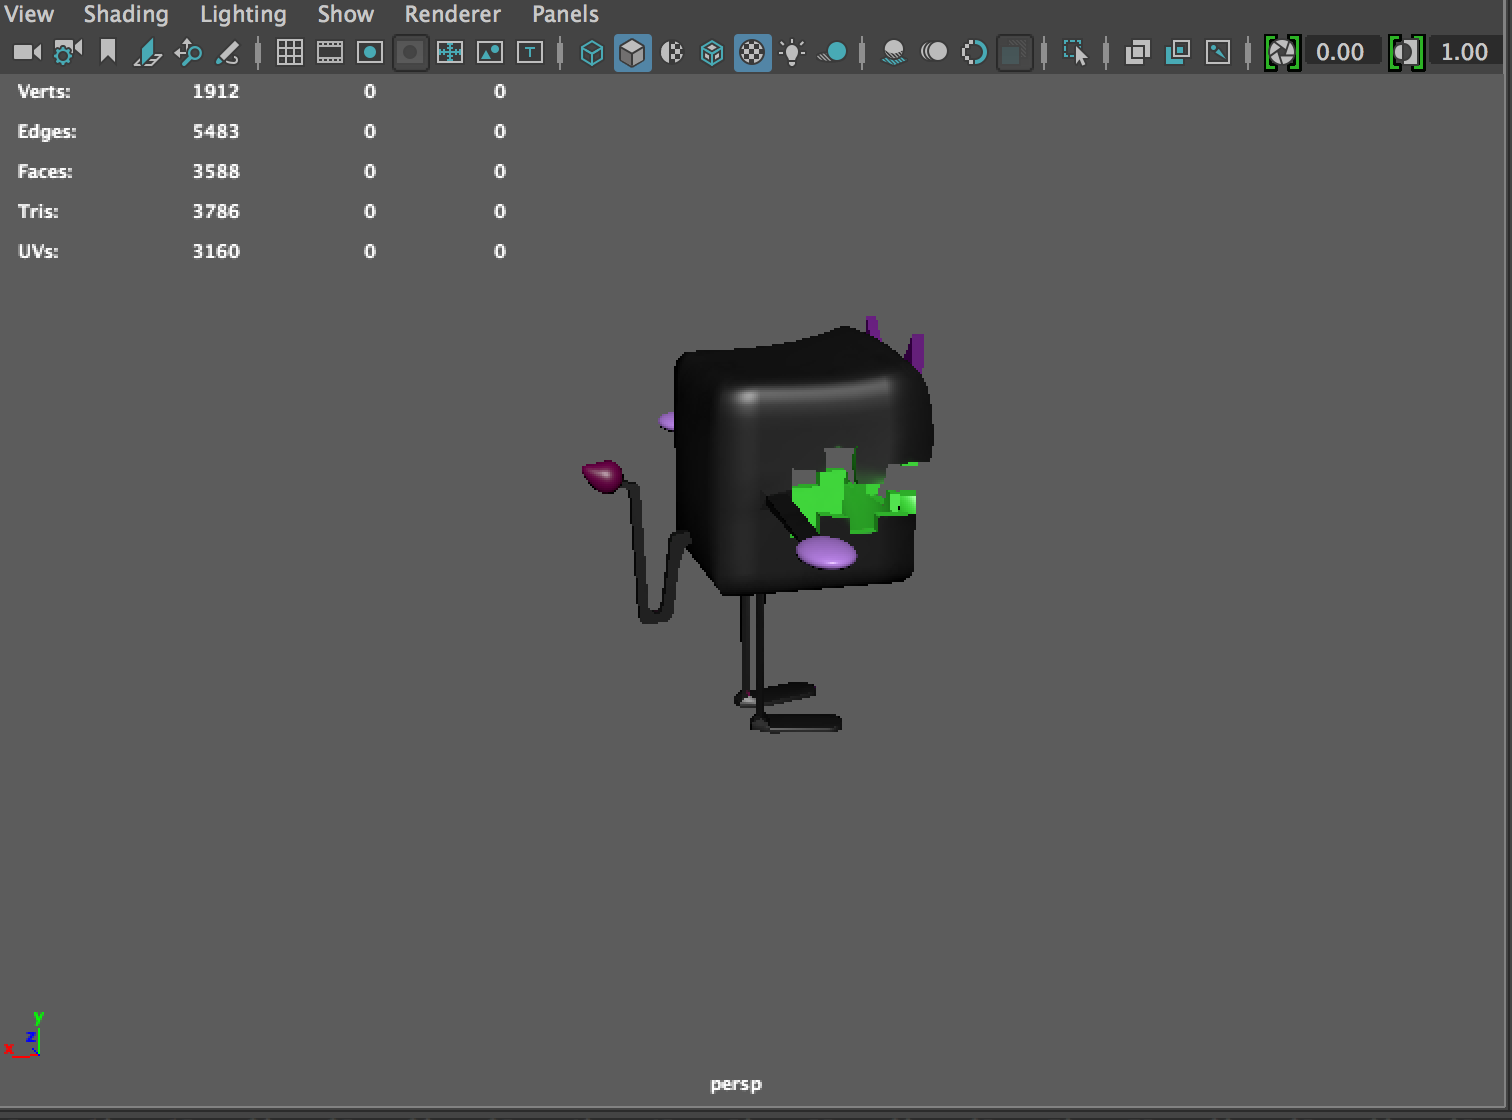 View Shading Lighting Show Renderer Panels
T 0.00 1.00
Verts: 1912 0 0
Edges: 5483 0 0
Faces: 3588 0 0
Tris: 3786 0 0
UVs: 3160 0 0
y
z
x
persp